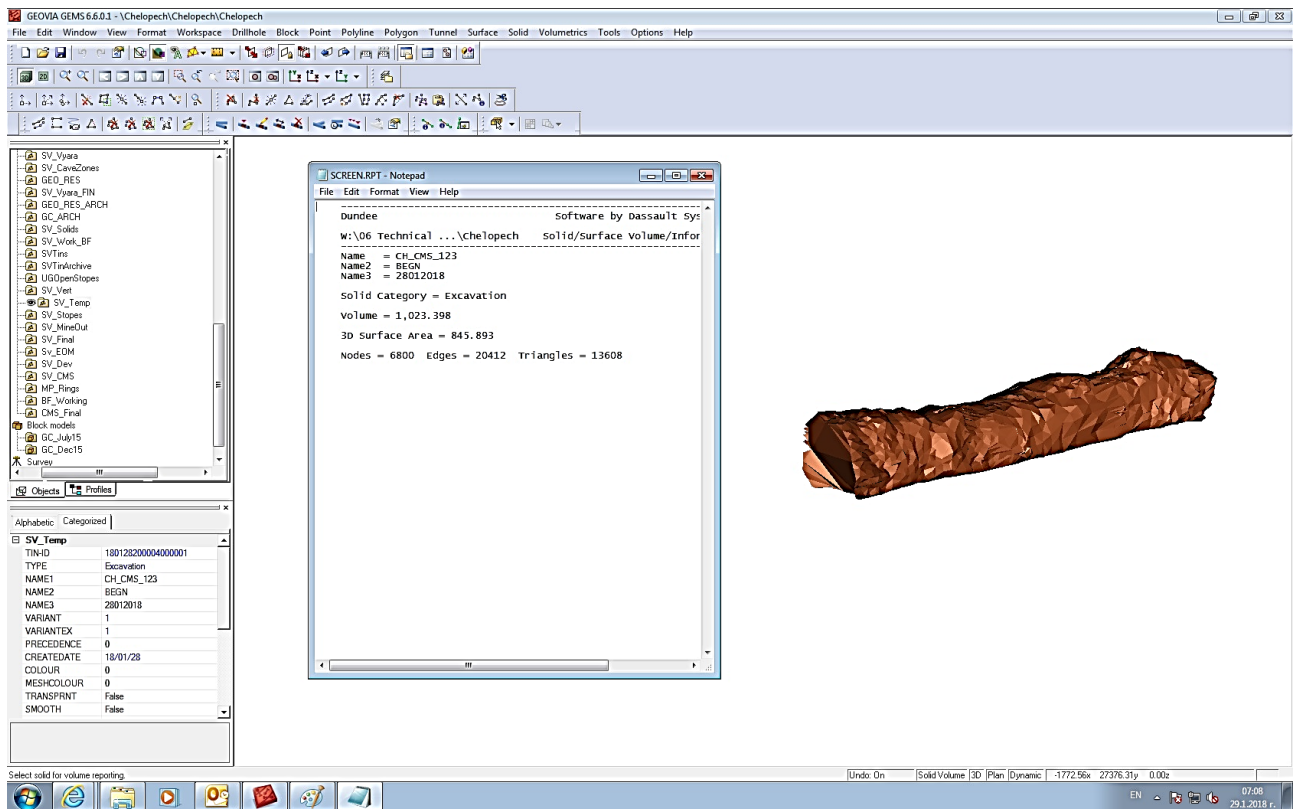 GEOVIA GEMS 6.6.0.1 - \Chelopech\Chelopech\Chelopech
File Edit Window View Format Workspace Drillhole Block Point Polyline Polygon Tunnel Surface Solid Volumetrics Tools Options Help
SV_Vyara
SV_CaveZones
GEO_RES
SV_Vyara_FIN
GEO_RES_ARCH
GC_ARCH
SV_Solids
SV_Work_BF
SVTins
SVTinArchive
UGOpenStopes
SV_Vert
SV_Temp
SV_Stopes
SV_MineOut
SV_Final
Sv_EOM
SV_Dev
SV_CMS
MP_Rings
BF_Working
CMS_Final
Block models
GC_July15
GC_Dec15
Survey
Objects Profiles
Alphabetic Categorized
SV_Temp
TIN-ID 180128200004000001
TYPE Excavation
NAME1 CH_CMS_123
NAME2 BEGN
NAME3 28012018
VARIANT 1
VARIANTEX 1
PRECEDENCE 0
CREATEDATE 18/01/28
COLOUR 0
MESHCOLOUR 0
TRANSPRNT False
SMOOTH False
SCREEN.RPT - Notepad
File Edit Format View Help
Dundee Software by Dassault Sys
W:\06 Technical ...\Chelopech Solid/Surface Volume/Infor
Name = CH_CMS_123
Name2 = BEGN
Name3 = 28012018
Solid Category = Excavation
Volume = 1,023.398
3D Surface Area = 845.893
Nodes = 6800 Edges = 20412 Triangles = 13608
Select solid for volume reporting.
Undo: On Solid Volume 3D Plan Dynamic -1772.56x 27376.31y 0.00z
EN
07:08
29.1.2018 г.